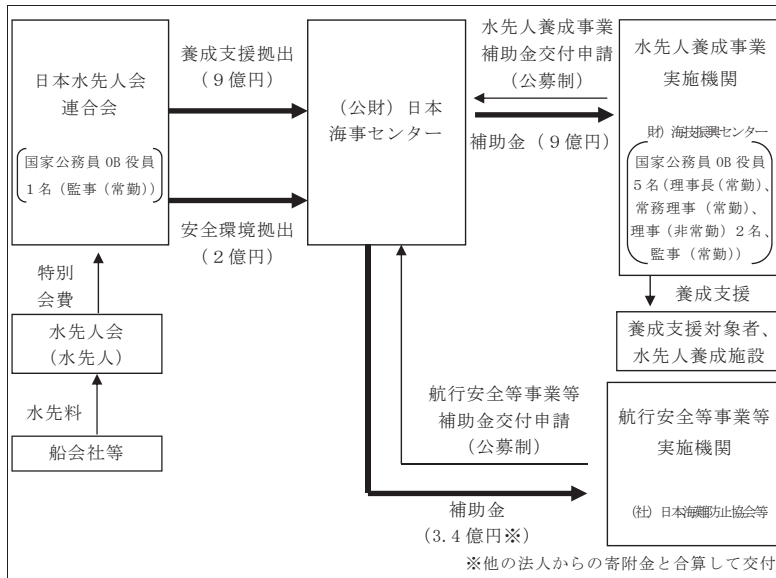 日本水先人会
連合会
国家公務員 OB 役員
1 名 (監事 (常勤))
養成支援拠出
(9 億円)
安全環境拠出
(2 億円)
特別
会費
水先人会
(水先人)
水先料
船会社等
(公財) 日本
海事センター
水先人養成事業
補助金交付申請
(公募制)
補助金 (9 億円)
水先人養成事業
実施機関
財) 海技振興センター
国家公務員 OB 役員
5 名 (理事長 (常勤)、
常務理事 (常勤)、
理事 (非常勤) 2 名、
監事 (常勤))
養成支援
養成支援対象者、
水先人養成施設
航行安全等事業等
補助金交付申請
(公募制)
補助金
(3.4 億円※)
航行安全等事業等
実施機関
(社) 日本海難防止協会等
※他の法人からの寄附金と合算して交付